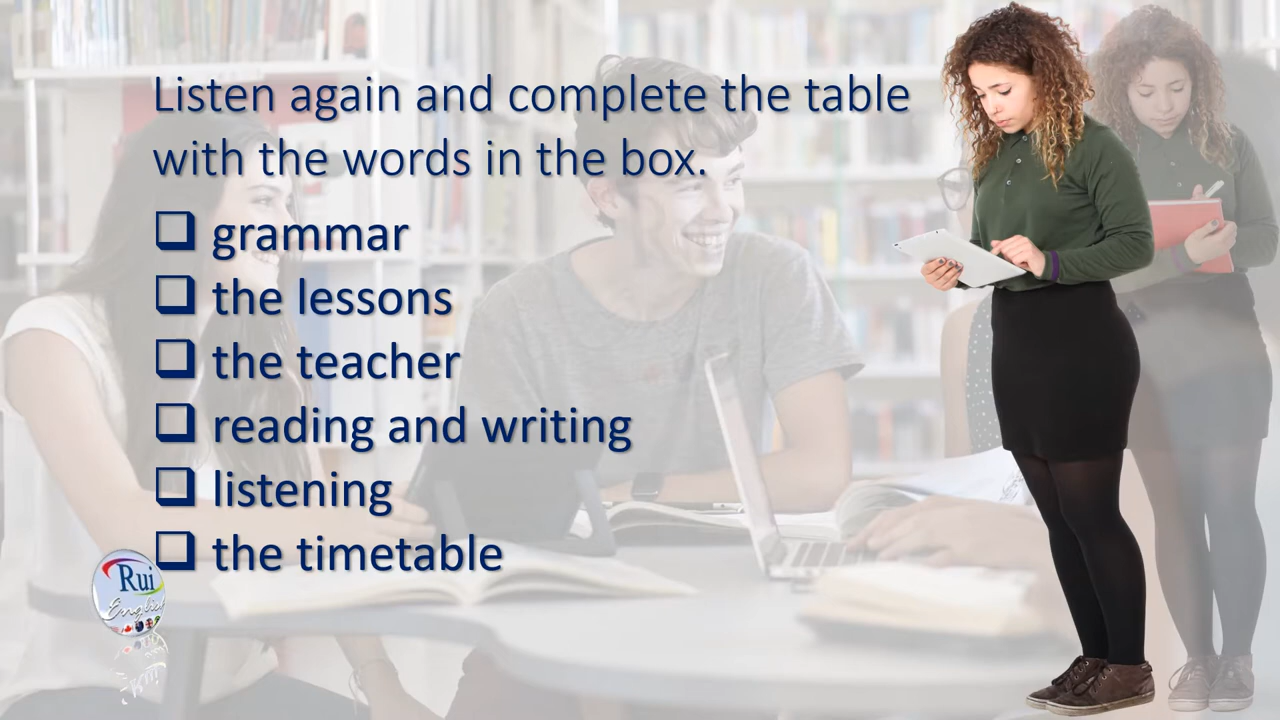 Listen again and complete the table
with the words in the box.
❑ grammar
❑ the lessons
❑ the teacher
❑ reading and writing
❑ listening
❑ the timetable
Rui
English